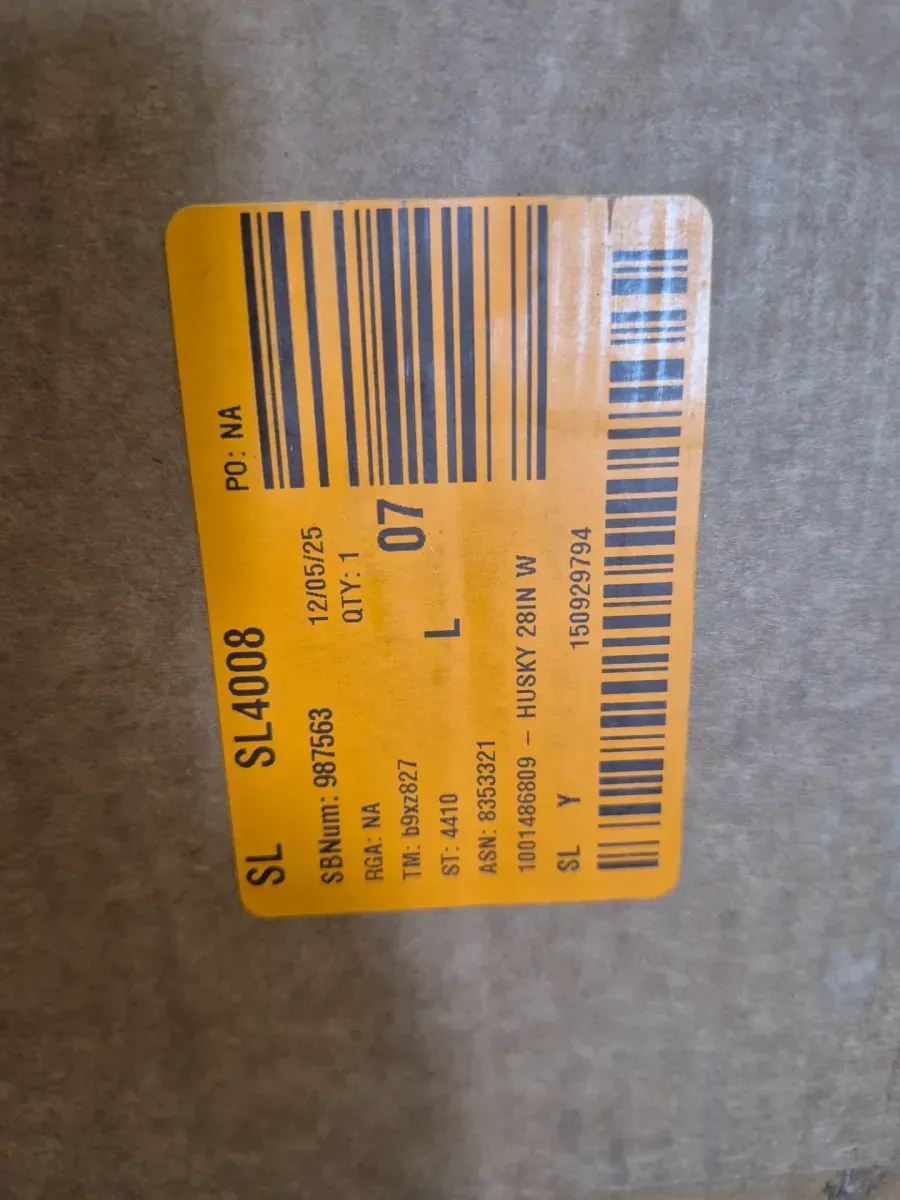 SL SL4008 PO: NA
SBNum: 987563 12/05/25
RGA: NA QTY: 1
TM: b9xz827 07
ST: 4410 L
ASN: 8353321
1001486809 – HUSKY 28IN W
SL Y 150929794